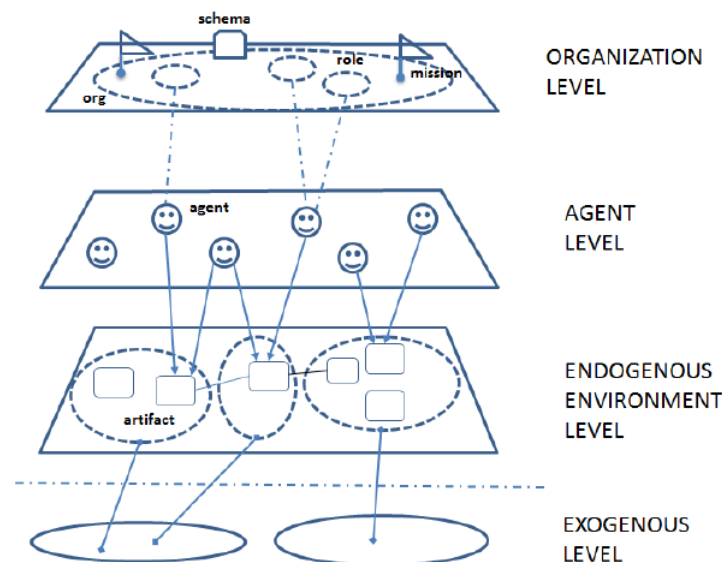 schema
role
mission
org
ORGANIZATION
LEVEL
agent
AGENT
LEVEL
artifact
ENDOGENOUS
ENVIRONMENT
LEVEL
EXOGENOUS
LEVEL